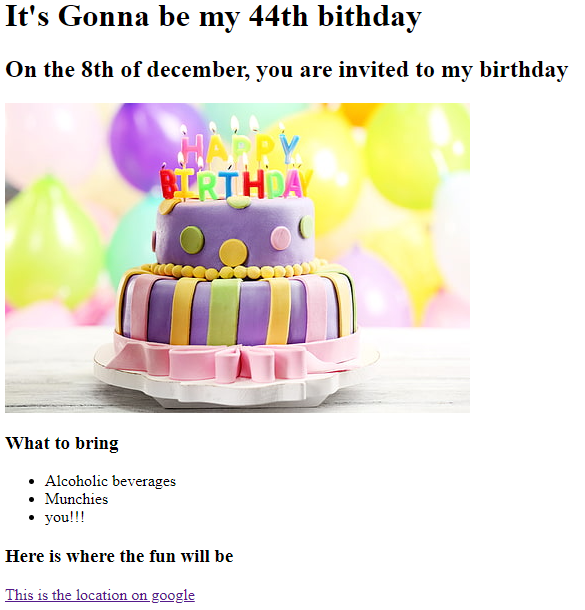 It's Gonna be my 44th bithday
On the 8th of december, you are invited to my birthday
HAPPY
BIRTHDAY
What to bring
Alcoholic beverages
Munchies
you!!!
Here is where the fun will be
This is the location on google